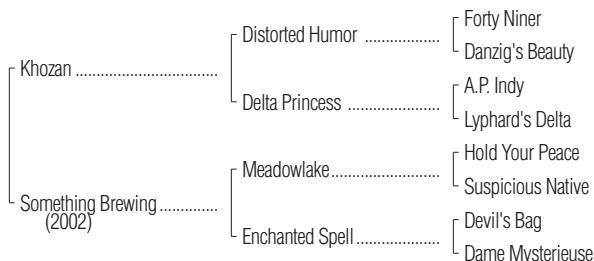 Forty Niner
Distorted Humor ..................
Danzig's Beauty
Khozan ..................................
A.P. Indy
Delta Princess ......................
Lyphard's Delta
Hold Your Peace
Meadowlake..........................
Suspicious Native
Something Brewing ..............
(2002)
Devil's Bag
Enchanted Spell....................
Dame Mysterieuse